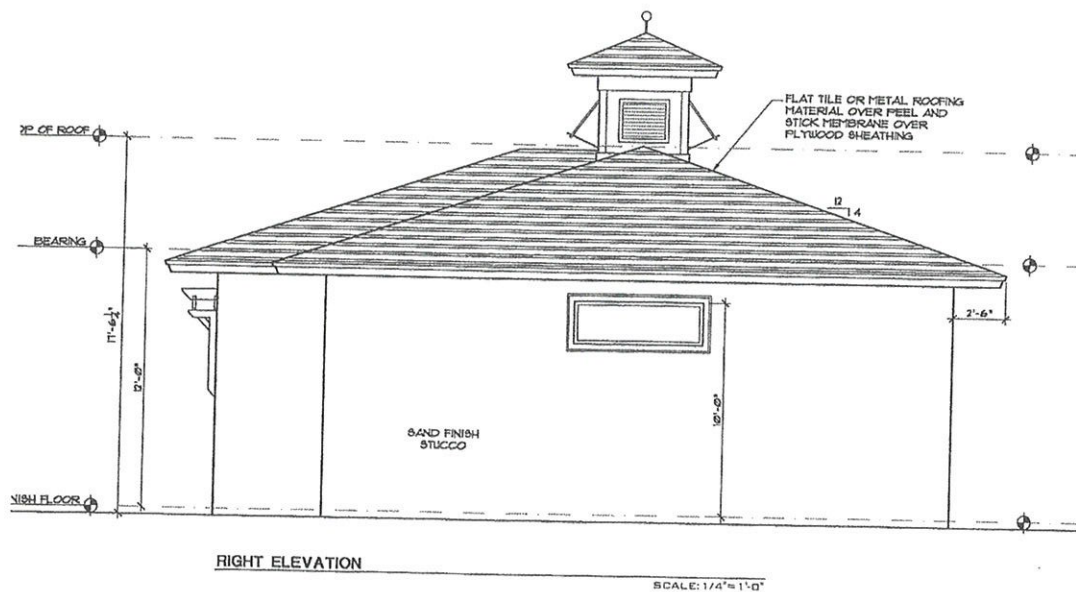 FLAT TILE OR METAL ROOFING
MATERIAL OVER PEEL AND
STICK MEMBRANE OVER
PLYWOOD SHEATHING
OP OF ROOF
12
4
BEARING
2'-6"
17'-6½"
12'-0"
10'-0"
SAND FINISH
STUCCO
NISH FLOOR
RIGHT ELEVATION
SCALE: 1/4"=1'-0"